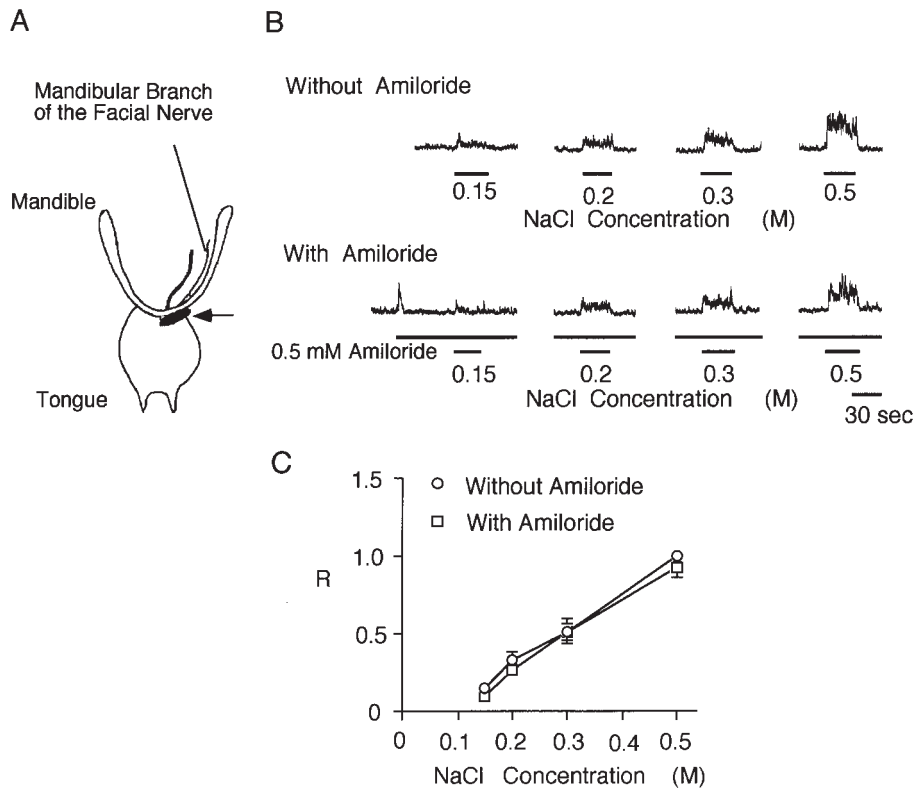 A
Mandibular Branch
of the Facial Nerve
Mandible
Tongue
B
Without Amiloride
0.15 0.2 0.3 0.5
NaCl Concentration (M)
With Amiloride
0.5 mM Amiloride
0.15 0.2 0.3 0.5
NaCl Concentration (M)
30 sec
C
1.5
1.0
0.5
0
R
Without Amiloride
With Amiloride
0 0.1 0.2 0.3 0.4 0.5
NaCl Concentration (M)